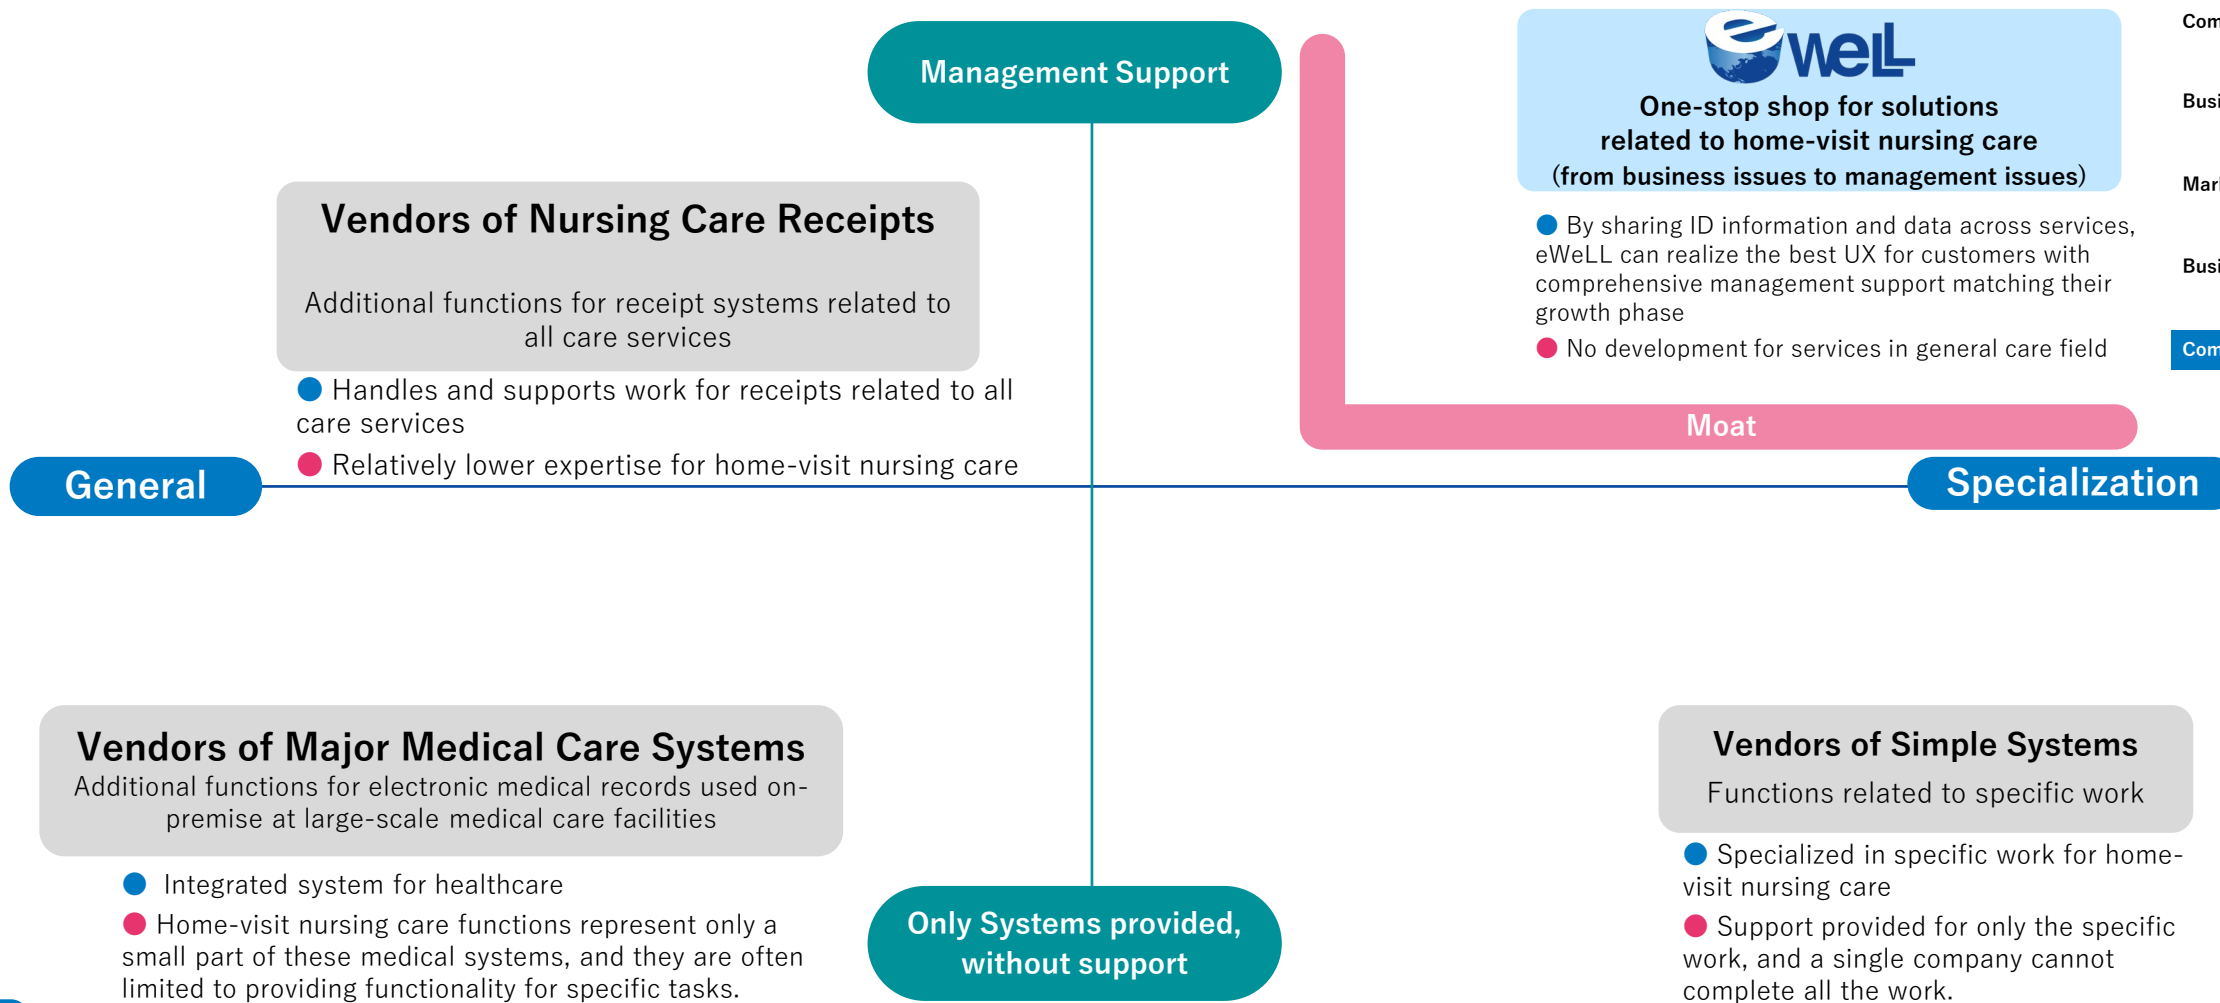 Management Support
eWeLL
One-stop shop for solutions
related to home-visit nursing care
(from business issues to management issues)
● By sharing ID information and data across services,
eWeLL can realize the best UX for customers with
comprehensive management support matching their
growth phase
● No development for services in general care field
Moat
Vendors of Nursing Care Receipts
Additional functions for receipt systems related to
all care services
● Handles and supports work for receipts related to all
care services
● Relatively lower expertise for home-visit nursing care
General
Specialization
Vendors of Major Medical Care Systems
Additional functions for electronic medical records used on-
premise at large-scale medical care facilities
● Integrated system for healthcare
● Home-visit nursing care functions represent only a
small part of these medical systems, and they are often
limited to providing functionality for specific tasks.
Only Systems provided,
without support
Vendors of Simple Systems
Functions related to specific work
● Specialized in specific work for home-
visit nursing care
● Support provided for only the specific
work, and a single company cannot
complete all the work.